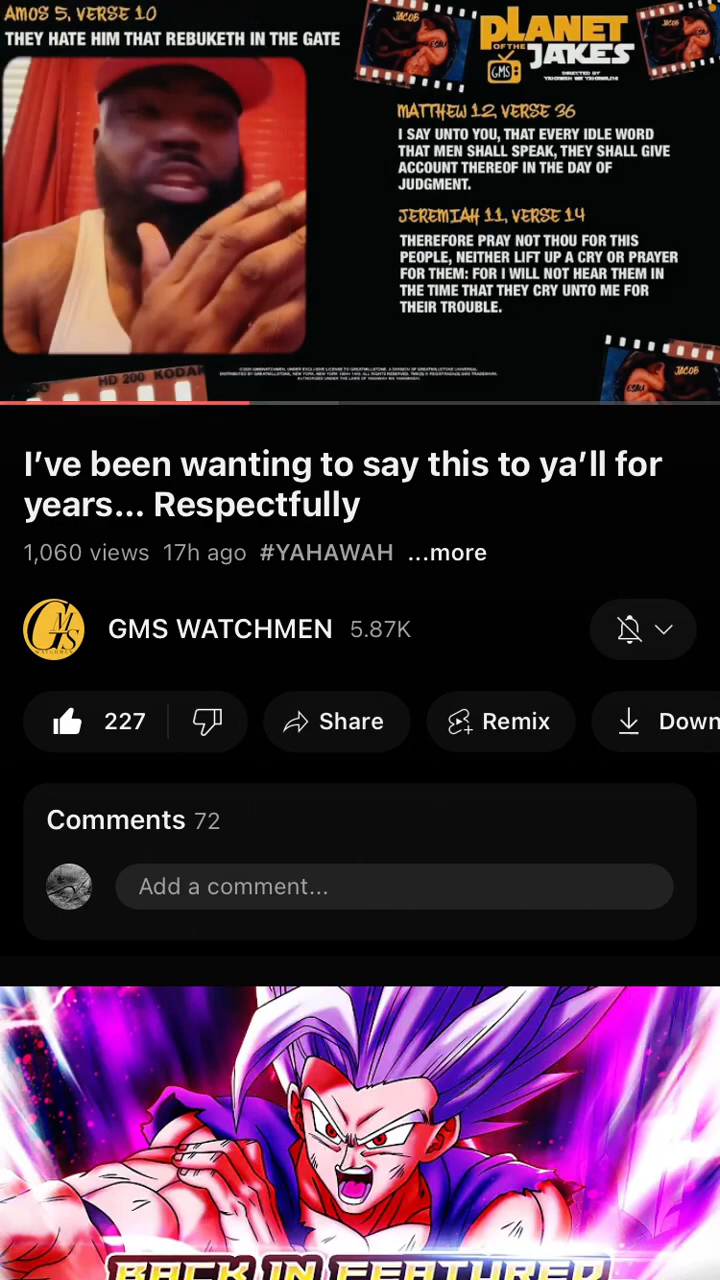 AMOS 5, VERSE 10
THEY HATE HIM THAT REBUKETH IN THE GATE
JACOB
ESAU
PLANET
OF THE
JAKES
GMS
DIRECTED BY
JACOB
MATTHEW 12, VERSE 36
I SAY UNTO YOU, THAT EVERY IDLE WORD
THAT MEN SHALL SPEAK, THEY SHALL GIVE
ACCOUNT THEREOF IN THE DAY OF
JUDGMENT.
JEREMIAH 11, VERSE 14
THEREFORE PRAY NOT THOU FOR THIS
PEOPLE, NEITHER LIFT UP A CRY OR PRAYER
FOR THEM: FOR I WILL NOT HEAR THEM IN
THE TIME THAT THEY CRY UNTO ME FOR
THEIR TROUBLE.
HD 200 KODAK
ESAU
JACOB
I've been wanting to say this to ya'll for
years... Respectfully
1,060 views 17h ago #YAHAWAH ...more
GMS
WATCHMEN
GMS WATCHMEN 5.87K
227
Share
Remix
Down
Comments 72
Add a comment...
BACK IN FEATURED